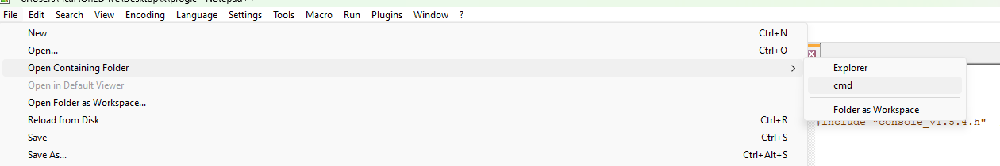 File Edit Search View Encoding Language Settings Tools Macro Run Plugins Window ?
New Ctrl+N
Open... Ctrl+O
Open Containing Folder
Explorer
cmd
Folder as Workspace
Open in Default Viewer
Open Folder as Workspace...
Reload from Disk Ctrl+R
Save Ctrl+S
Save As... Ctrl+Alt+S
#include "console_v1.5.4.h"